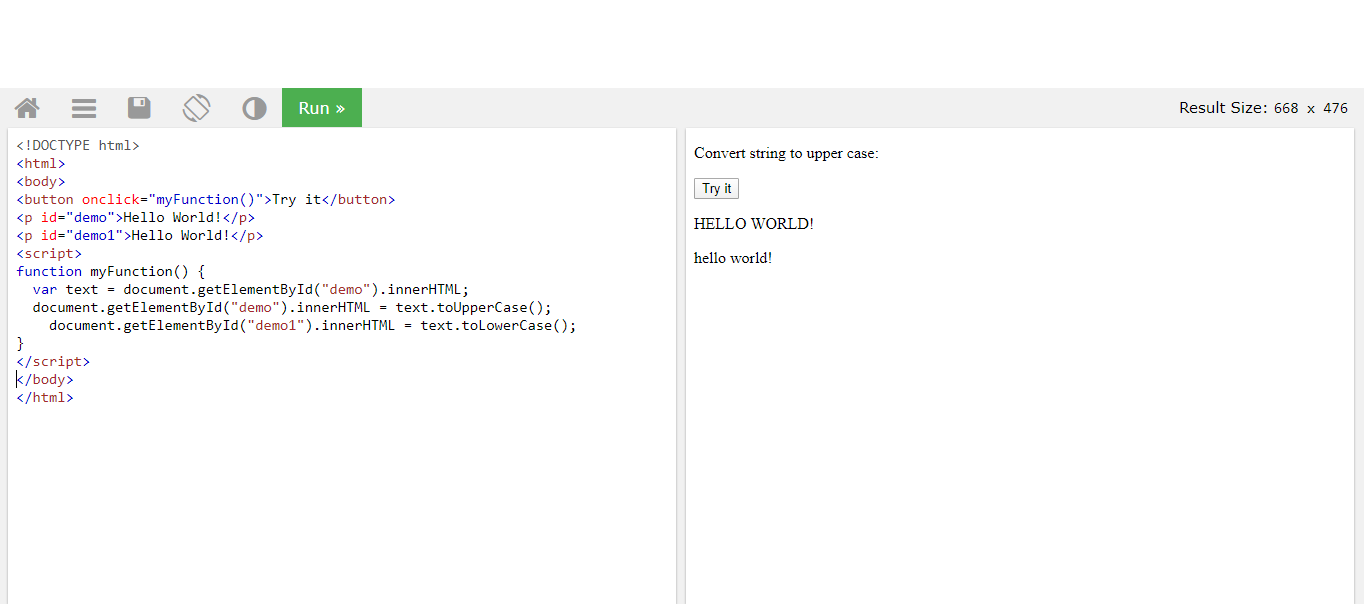 Run »
Result Size: 668 x 476
<!DOCTYPE html>
<html>
<body>
<button onclick="myFunction()">Try it</button>
<p id="demo">Hello World!</p>
<p id="demo1">Hello World!</p>
<script>
function myFunction() {
  var text = document.getElementById("demo").innerHTML;
  document.getElementById("demo").innerHTML = text.toUpperCase();
    document.getElementById("demo1").innerHTML = text.toLowerCase();
}
</script>
</body>
</html>
Convert string to upper case:
Try it
HELLO WORLD!
hello world!